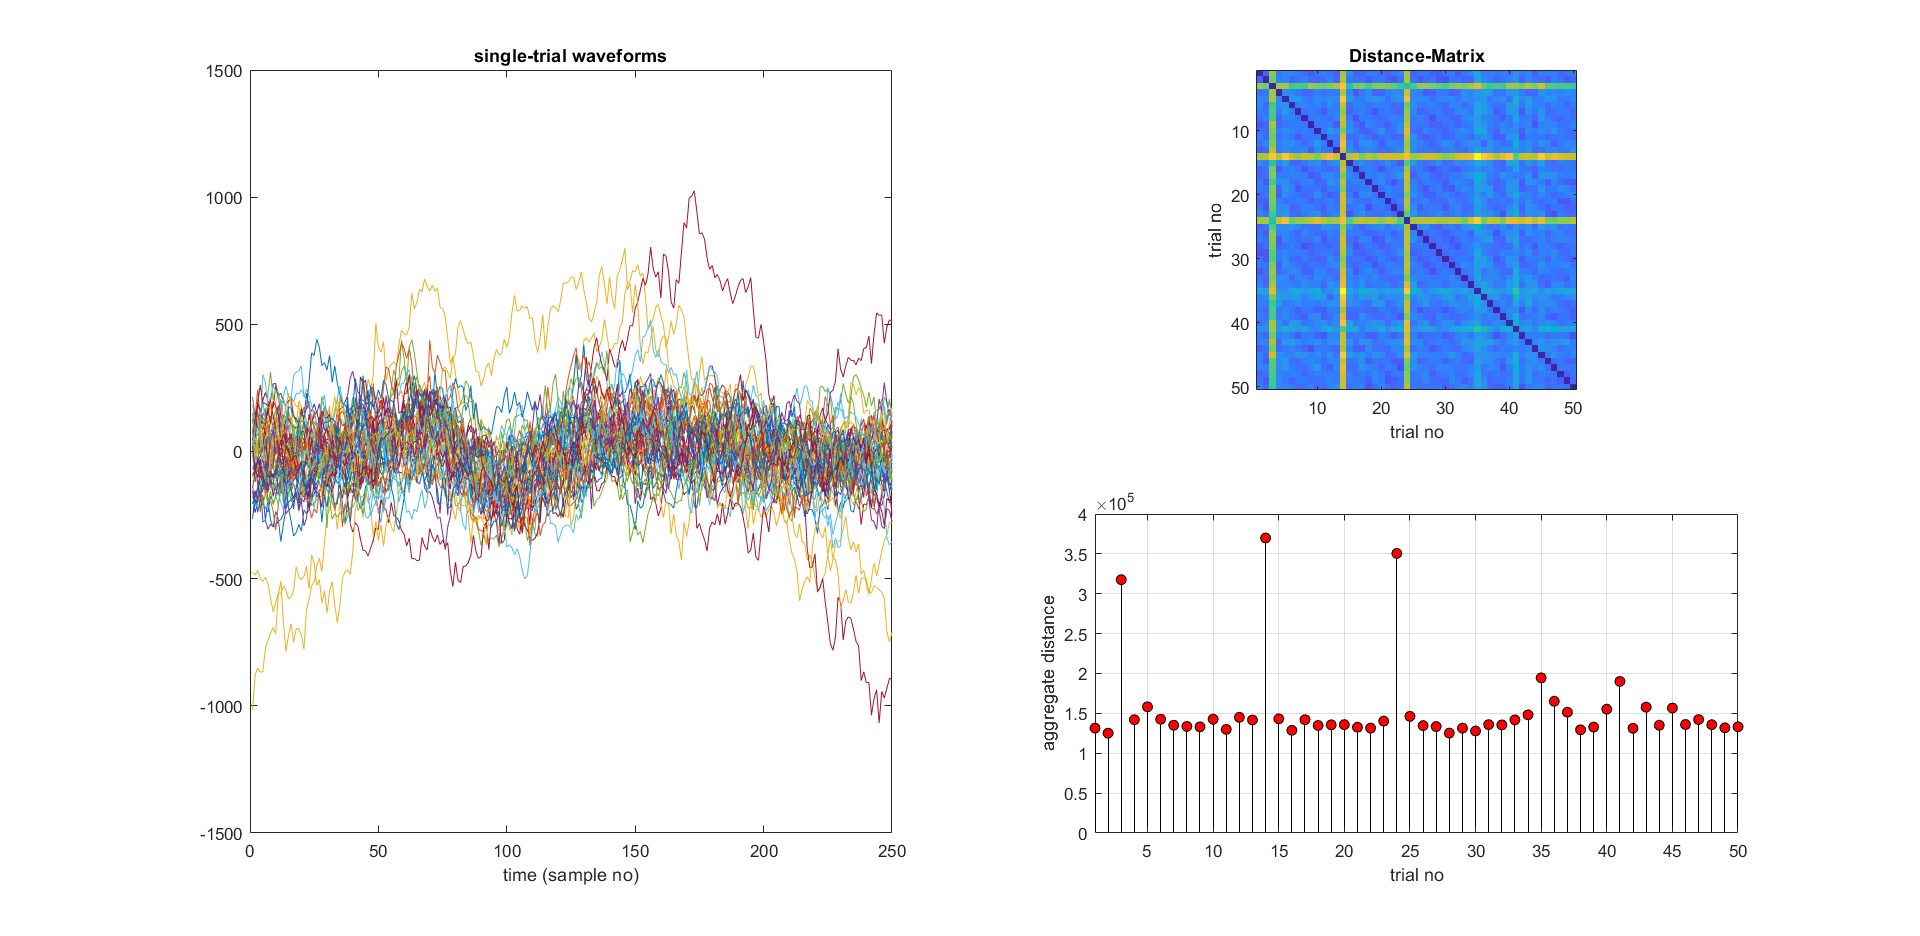 single-trial waveforms
1500
1000
500
0
-500
-1000
-1500
0 50 100 150 200 250
time (sample no)
Distance-Matrix
trial no
10
20
30
40
50
10 20 30 40 50
trial no
×10⁵
aggregate distance
4
3.5
3
2.5
2
1.5
1
0.5
0
5 10 15 20 25 30 35 40 45 50
trial no